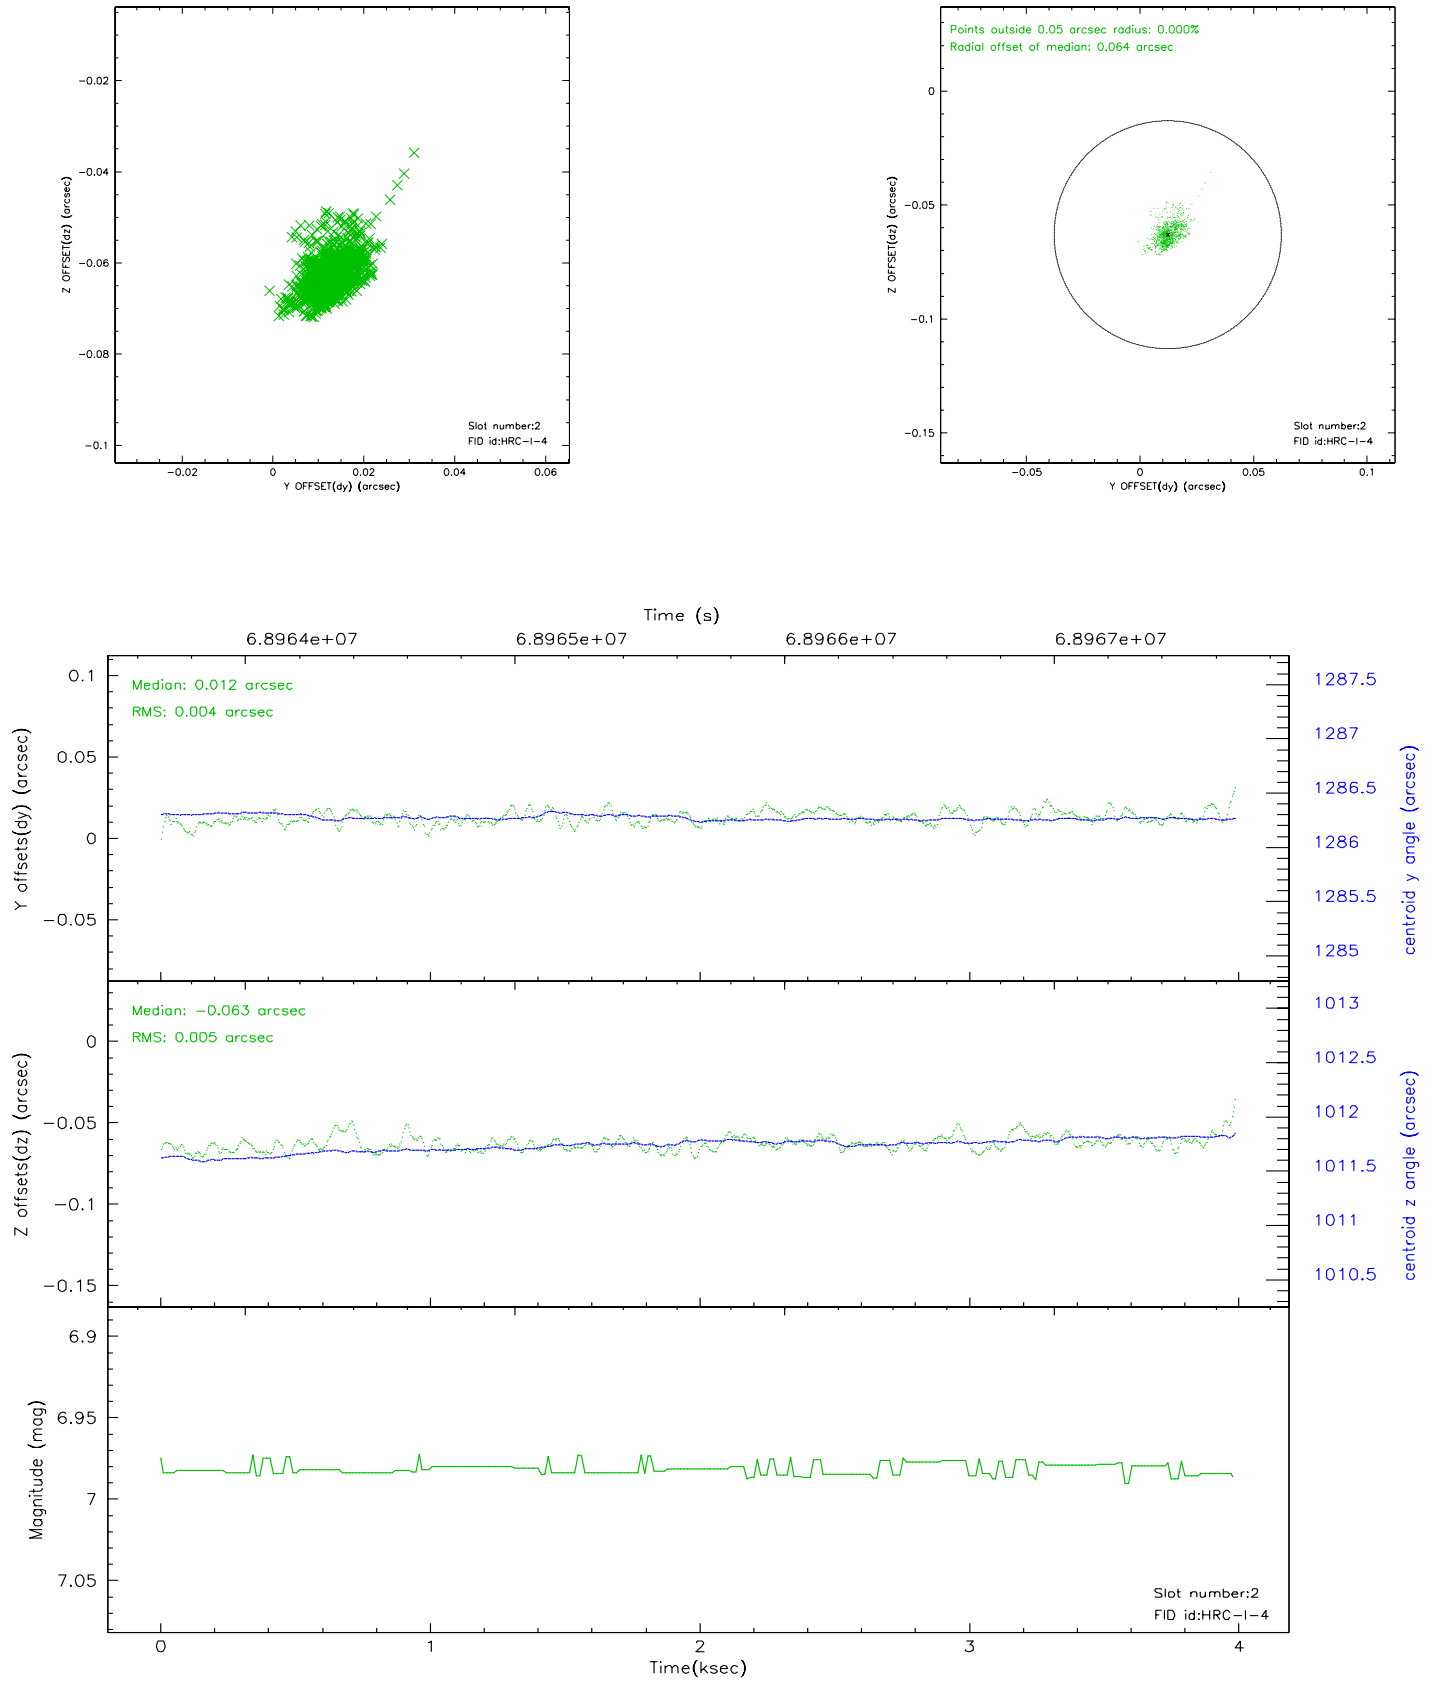 −0.02
−0.04
−0.06
−0.08
−0.1
Z OFFSET(dz) (arcsec)
Slot number:2
FID id:HRC−I−4
−0.02 0 0.02 0.04 0.06
Y OFFSET(dy) (arcsec)
Points outside 0.05 arcsec radius: 0.000%
Radial offset of median: 0.064 arcsec
0
−0.05
−0.1
−0.15
Z OFFSET(dz) (arcsec)
Slot number:2
FID id:HRC−I−4
−0.05 0 0.05 0.1
Y OFFSET(dy) (arcsec)
Time (s)
6.8964e+07 6.8965e+07 6.8966e+07 6.8967e+07
Median: 0.012 arcsec
RMS: 0.004 arcsec
0.1
0.05
0
−0.05
Y offsets(dy) (arcsec)
1287.5
1287
1286.5
1286
1285.5
1285
centroid y angle (arcsec)
Median: −0.063 arcsec
RMS: 0.005 arcsec
0
−0.05
−0.1
−0.15
Z offsets(dz) (arcsec)
1013
1012.5
1012
1011.5
1011
1010.5
centroid z angle (arcsec)
6.9
6.95
7
7.05
Magnitude (mag)
Slot number:2
FID id:HRC−I−4
0 1 2 3 4
Time(ksec)